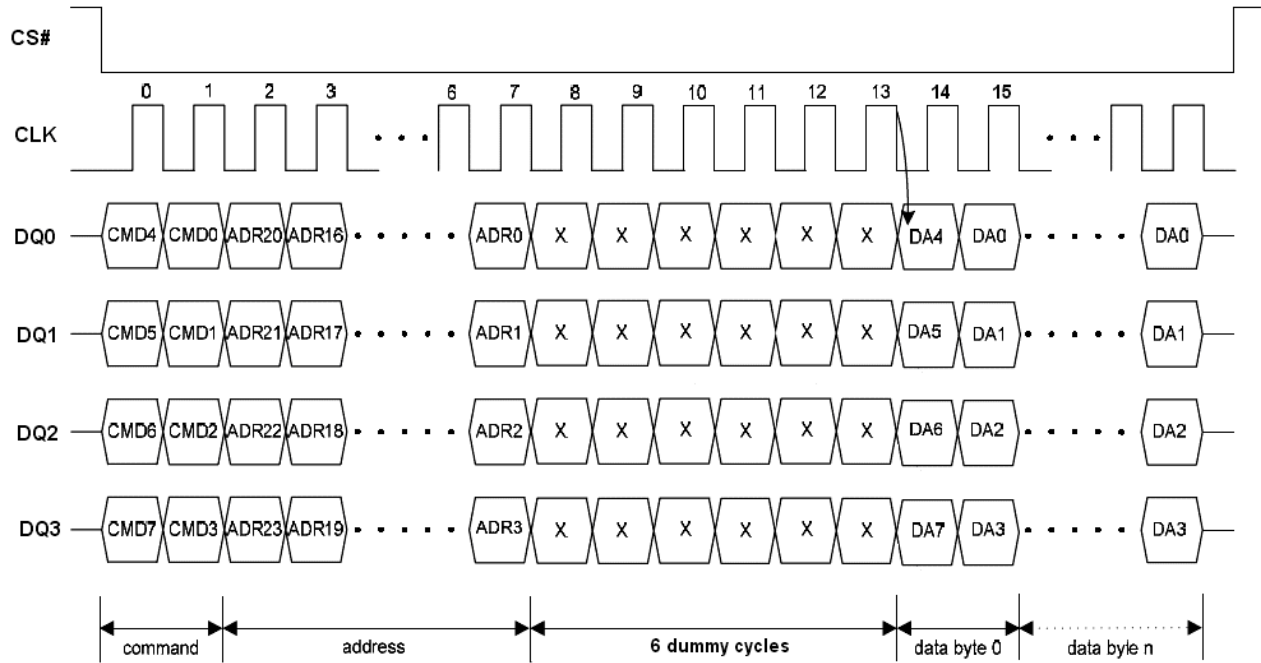 CS#
0 1 2 3 6 7 8 9 10 11 12 13 14 15
CLK
DQ0 CMD4 CMD0 ADR20 ADR16 ADR0 X X X X X X DA4 DA0 DA0
DQ1 CMD5 CMD1 ADR21 ADR17 ADR1 X X X X X X DA5 DA1 DA1
DQ2 CMD6 CMD2 ADR22 ADR18 ADR2 X X X X X X DA6 DA2 DA2
DQ3 CMD7 CMD3 ADR23 ADR19 ADR3 X X X X X X DA7 DA3 DA3
command address 6 dummy cycles data byte 0 data byte n